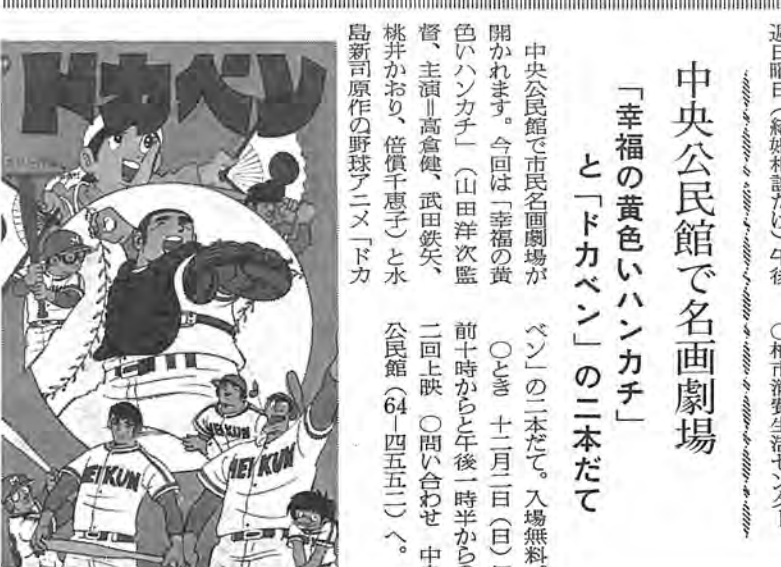 中央公民館で名画劇場
「幸福の黄色いハンカチ」
と「ドカベン」の二本だて
中央公民館で市民名画劇場が
開かれます。今回は「幸福の黄
色いハンカチ」（山田洋次監
督、主演＝高倉健、武田鉄矢、
桃井かおり、倍償千恵子）と水
島新司原作の野球アニメ「ドカ
ベン」の二本だて。入場無料。
○とき　十二月二日（日）
前十時からと午後一時半からの
二回上映　○問い合わせ　中
公民館（64－四五五二）へ。
ドカベン
MEIKUN
MEIKUN
MEIKUN